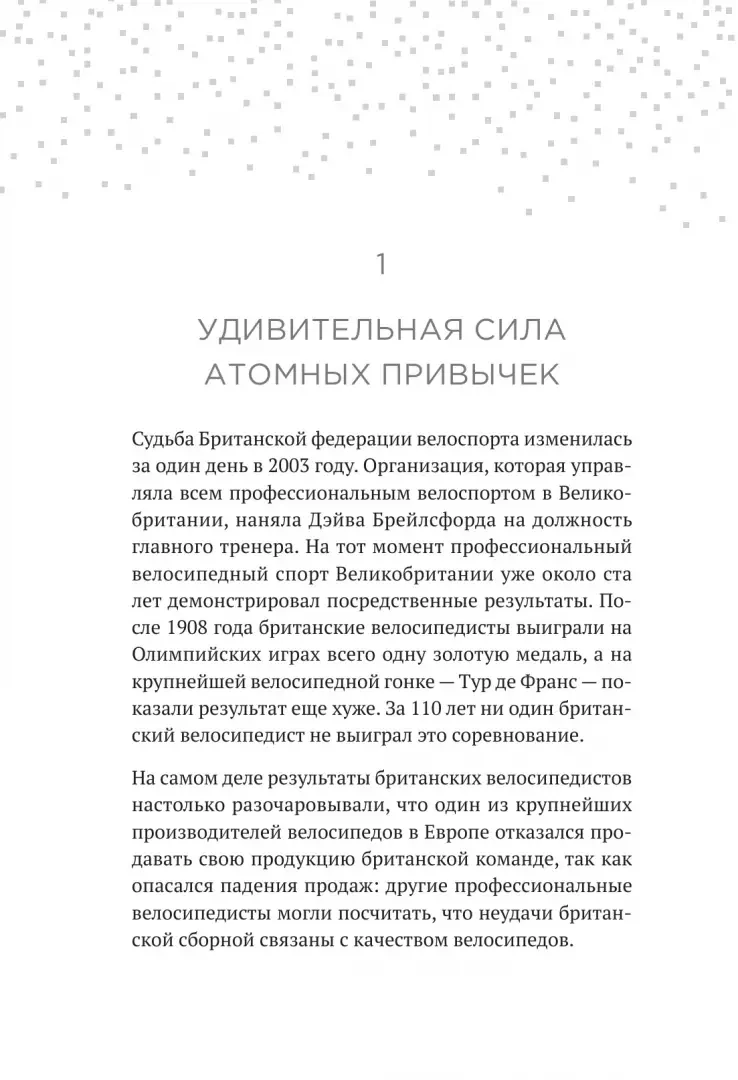 1
УДИВИТЕЛЬНАЯ СИЛА
АТОМНЫХ ПРИВЫЧЕК
Судьба Британской федерации велоспорта изменилась
за один день в 2003 году. Организация, которая управ-
ляла всем профессиональным велоспортом в Велико-
британии, наняла Дэйва Брейлсфорда на должность
главного тренера. На тот момент профессиональный
велосипедный спорт Великобритании уже около ста
лет демонстрировал посредственные результаты. По-
сле 1908 года британские велосипедисты выиграли на
Олимпийских играх всего одну золотую медаль, а на
крупнейшей велосипедной гонке — Тур де Франс — по-
казали результат еще хуже. За 110 лет ни один британ-
ский велосипедист не выиграл это соревнование.
На самом деле результаты британских велосипедистов
настолько разочаровывали, что один из крупнейших
производителей велосипедов в Европе отказался про-
давать свою продукцию британской команде, так как
опасался падения продаж: другие профессиональные
велосипедисты могли посчитать, что неудачи британ-
ской сборной связаны с качеством велосипедов.